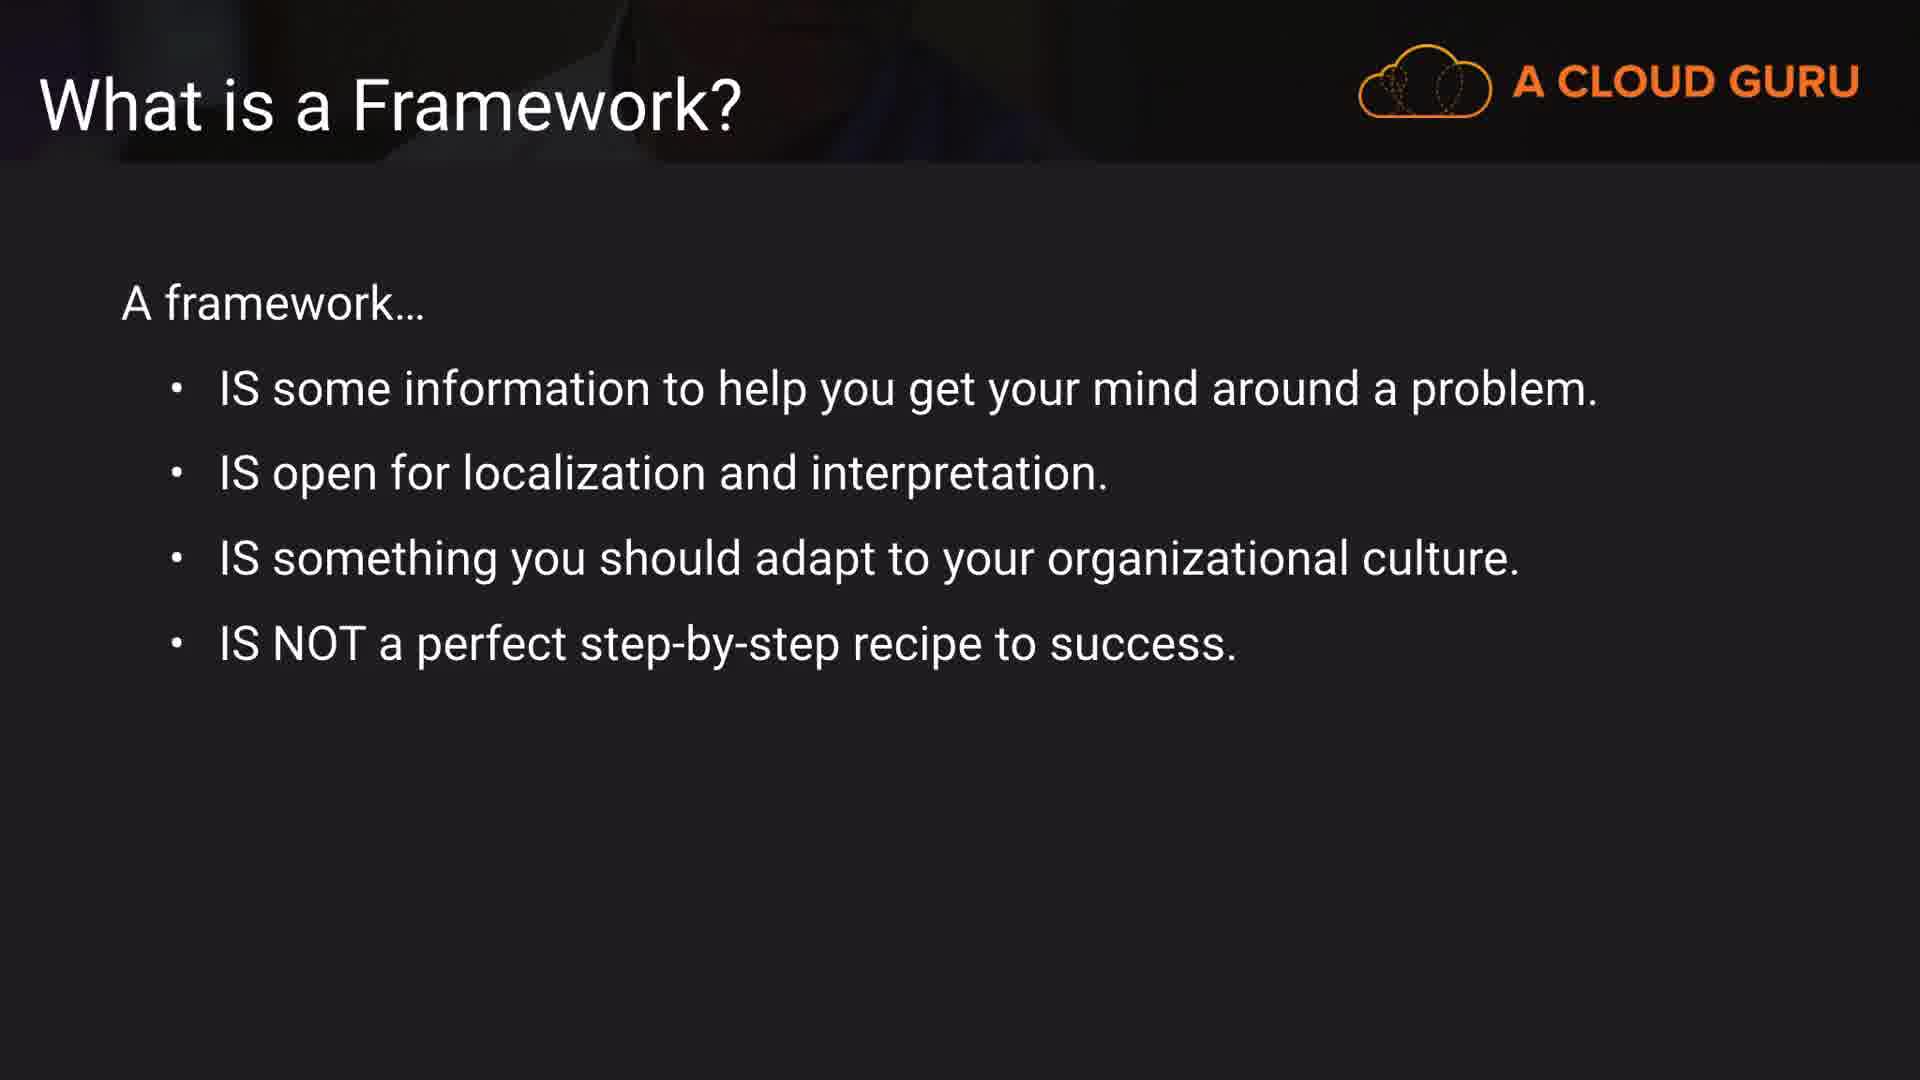 What is a Framework?
A CLOUD GURU
A framework...
• IS some information to help you get your mind around a problem.
• IS open for localization and interpretation.
• IS something you should adapt to your organizational culture.
• IS NOT a perfect step-by-step recipe to success.